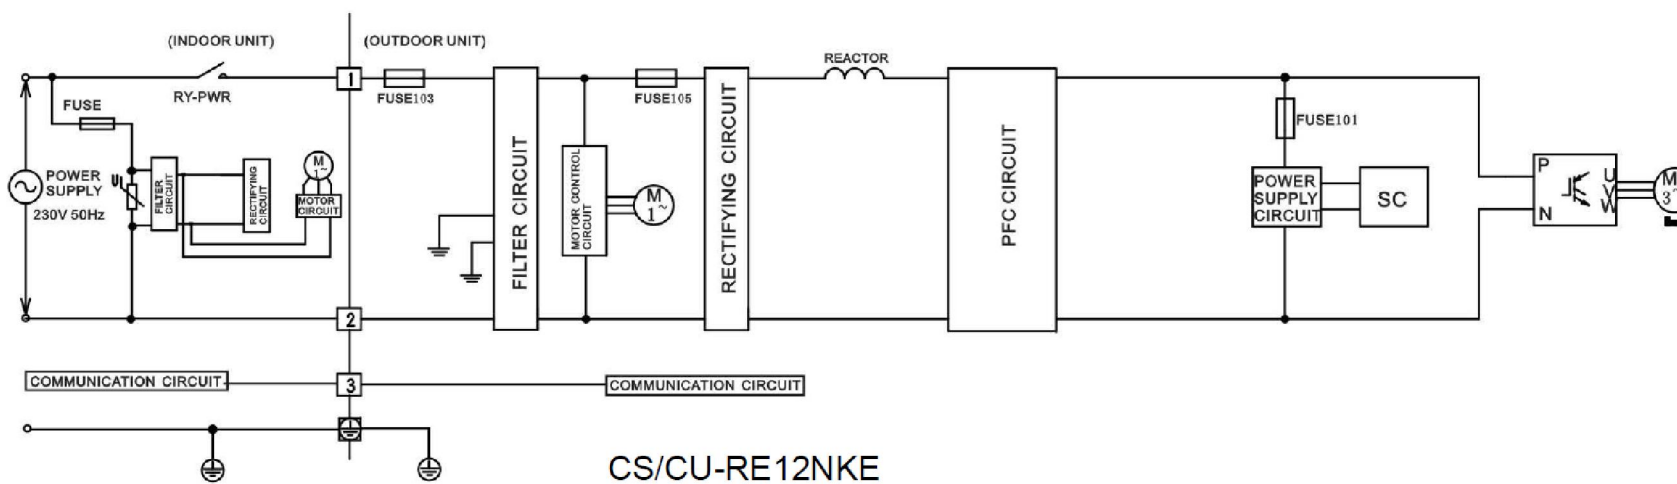 (INDOOR UNIT)
(OUTDOOR UNIT)
RY-PWR
1
FUSE
FUSE103
FUSE105
REACTOR
FUSE101
POWER
SUPPLY
230V 50Hz
U
FILTER
CIRCUIT
RECTIFYING
CIRCUIT
M
1~
MOTOR
CIRCUIT
FILTER CIRCUIT
MOTOR CONTROL
CIRCUIT
M
1~
RECTIFYING CIRCUIT
PFC CIRCUIT
POWER
SUPPLY
CIRCUIT
SC
P
N
U
V
W
M
3~
2
COMMUNICATION CIRCUIT
3
COMMUNICATION CIRCUIT
CS/CU-RE12NKE